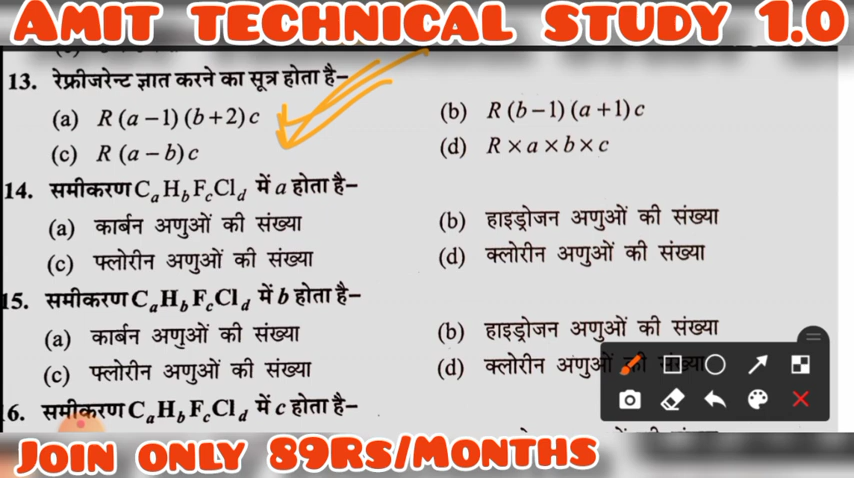 AMIT TECHNICAL STUDY 1.0
13. रेफ्रीजरेन्ट ज्ञात करने का सूत्र होता है–
(a) R (a – 1) (b + 2) c (b) R (b – 1) (a + 1) c
(c) R (a – b) c (d) R × a × b × c
14. समीकरण CaHbFcCld में a होता है–
(a) कार्बन अणुओं की संख्या (b) हाइड्रोजन अणुओं की संख्या
(c) फ्लोरीन अणुओं की संख्या (d) क्लोरीन अणुओं की संख्या
15. समीकरण CaHbFcCld में b होता है–
(a) कार्बन अणुओं की संख्या (b) हाइड्रोजन अणुओं की संख्या
(c) फ्लोरीन अणुओं की संख्या (d) क्लोरीन अणुओं की संख्या
6. समीकरण CaHbFcCld में c होता है–
JOIN ONLY 89RS/MONTHS